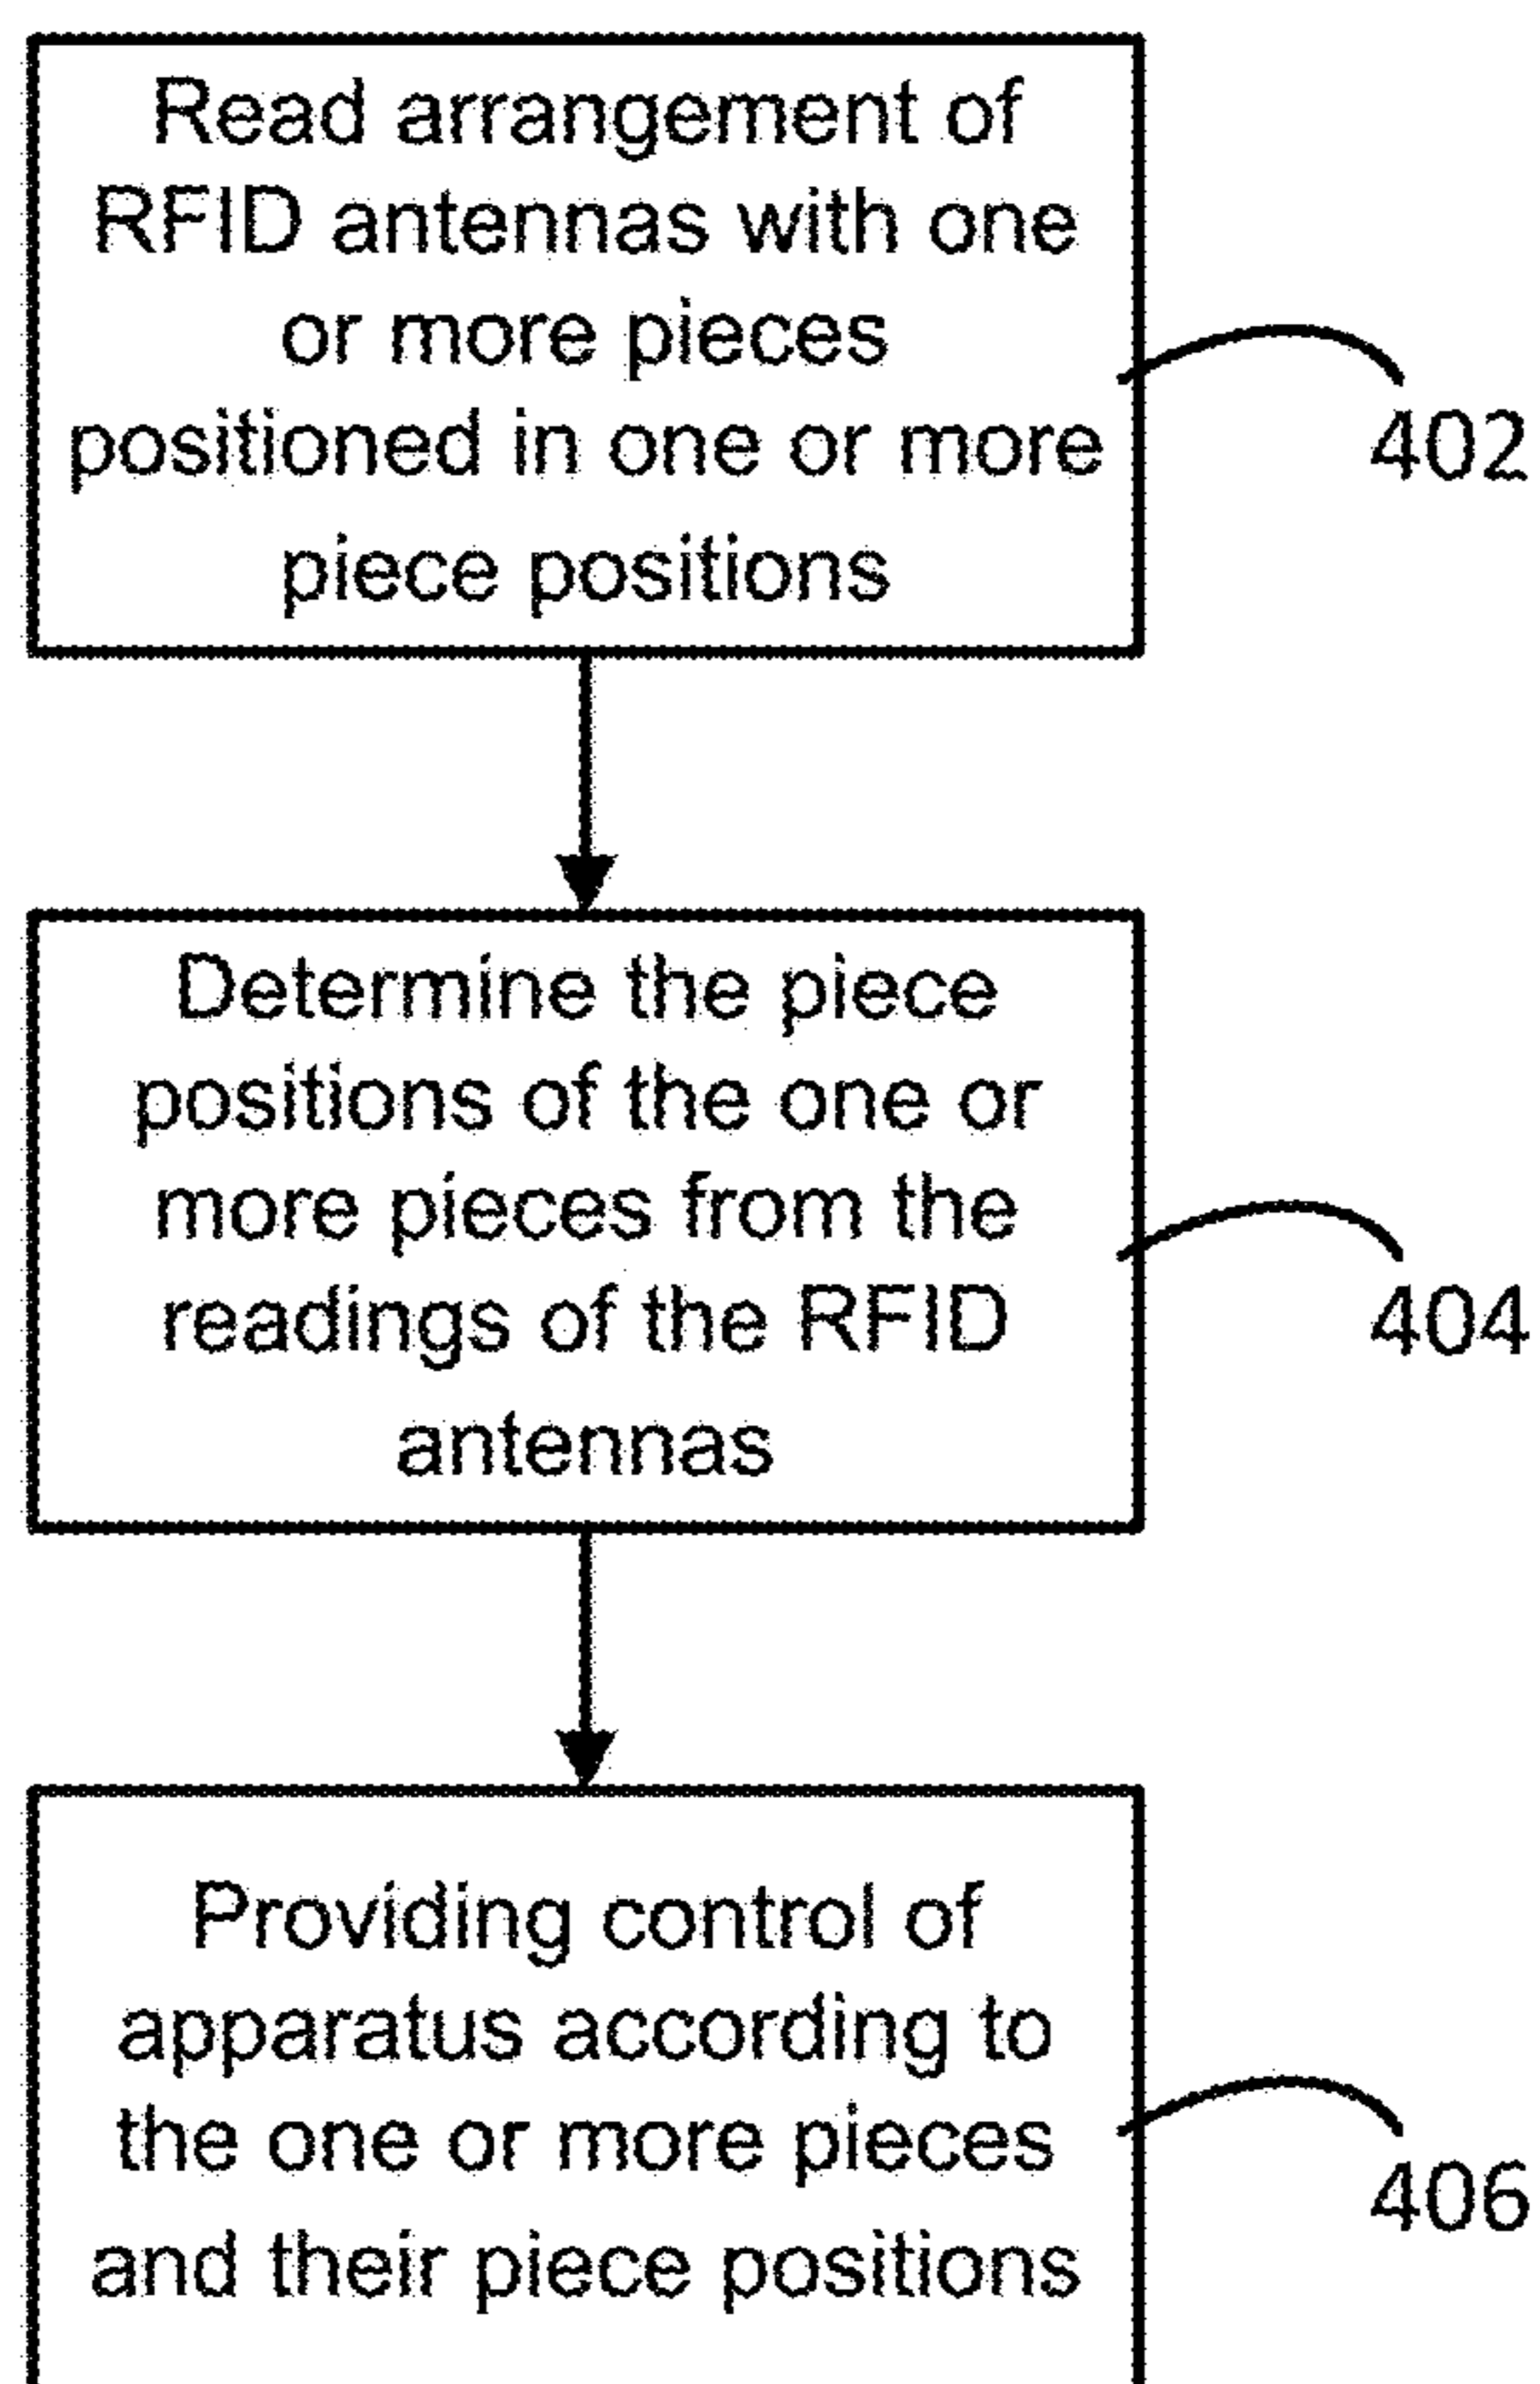 Read arrangement of
RFID antennas with one
or more pieces
positioned in one or more
piece positions
402
Determine the piece
positions of the one or
more pieces from the
readings of the RFID
antennas
404
Providing control of
apparatus according to
the one or more pieces
and their piece positions
406